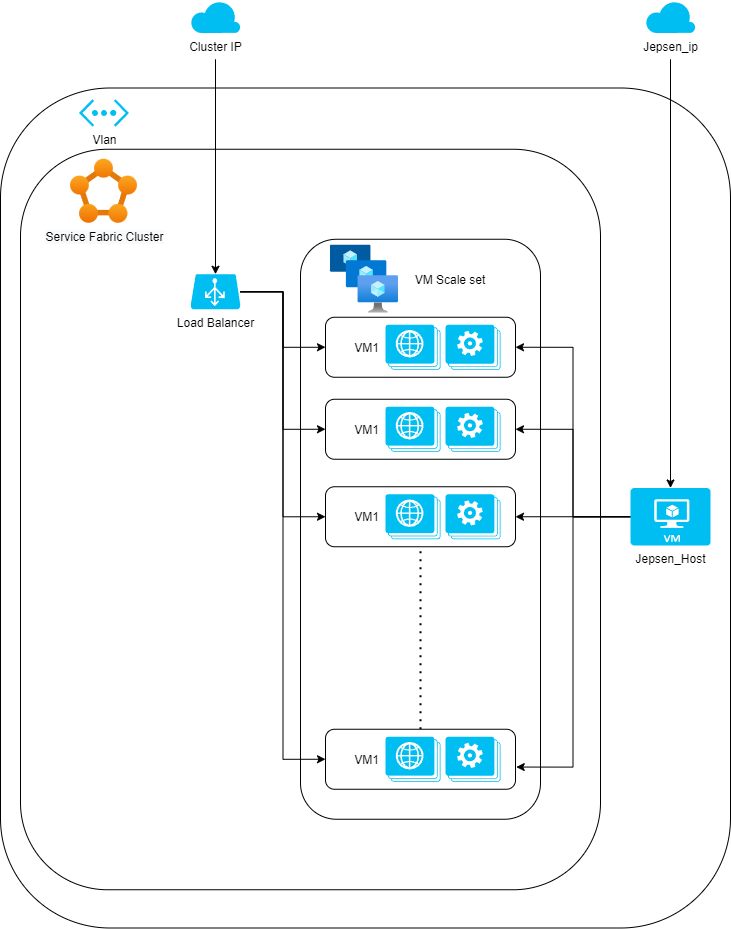 Cluster IP
Jepsen_ip
Vlan
Service Fabric Cluster
VM Scale set
Load Balancer
VM1
VM1
VM1
VM
Jepsen_Host
VM1